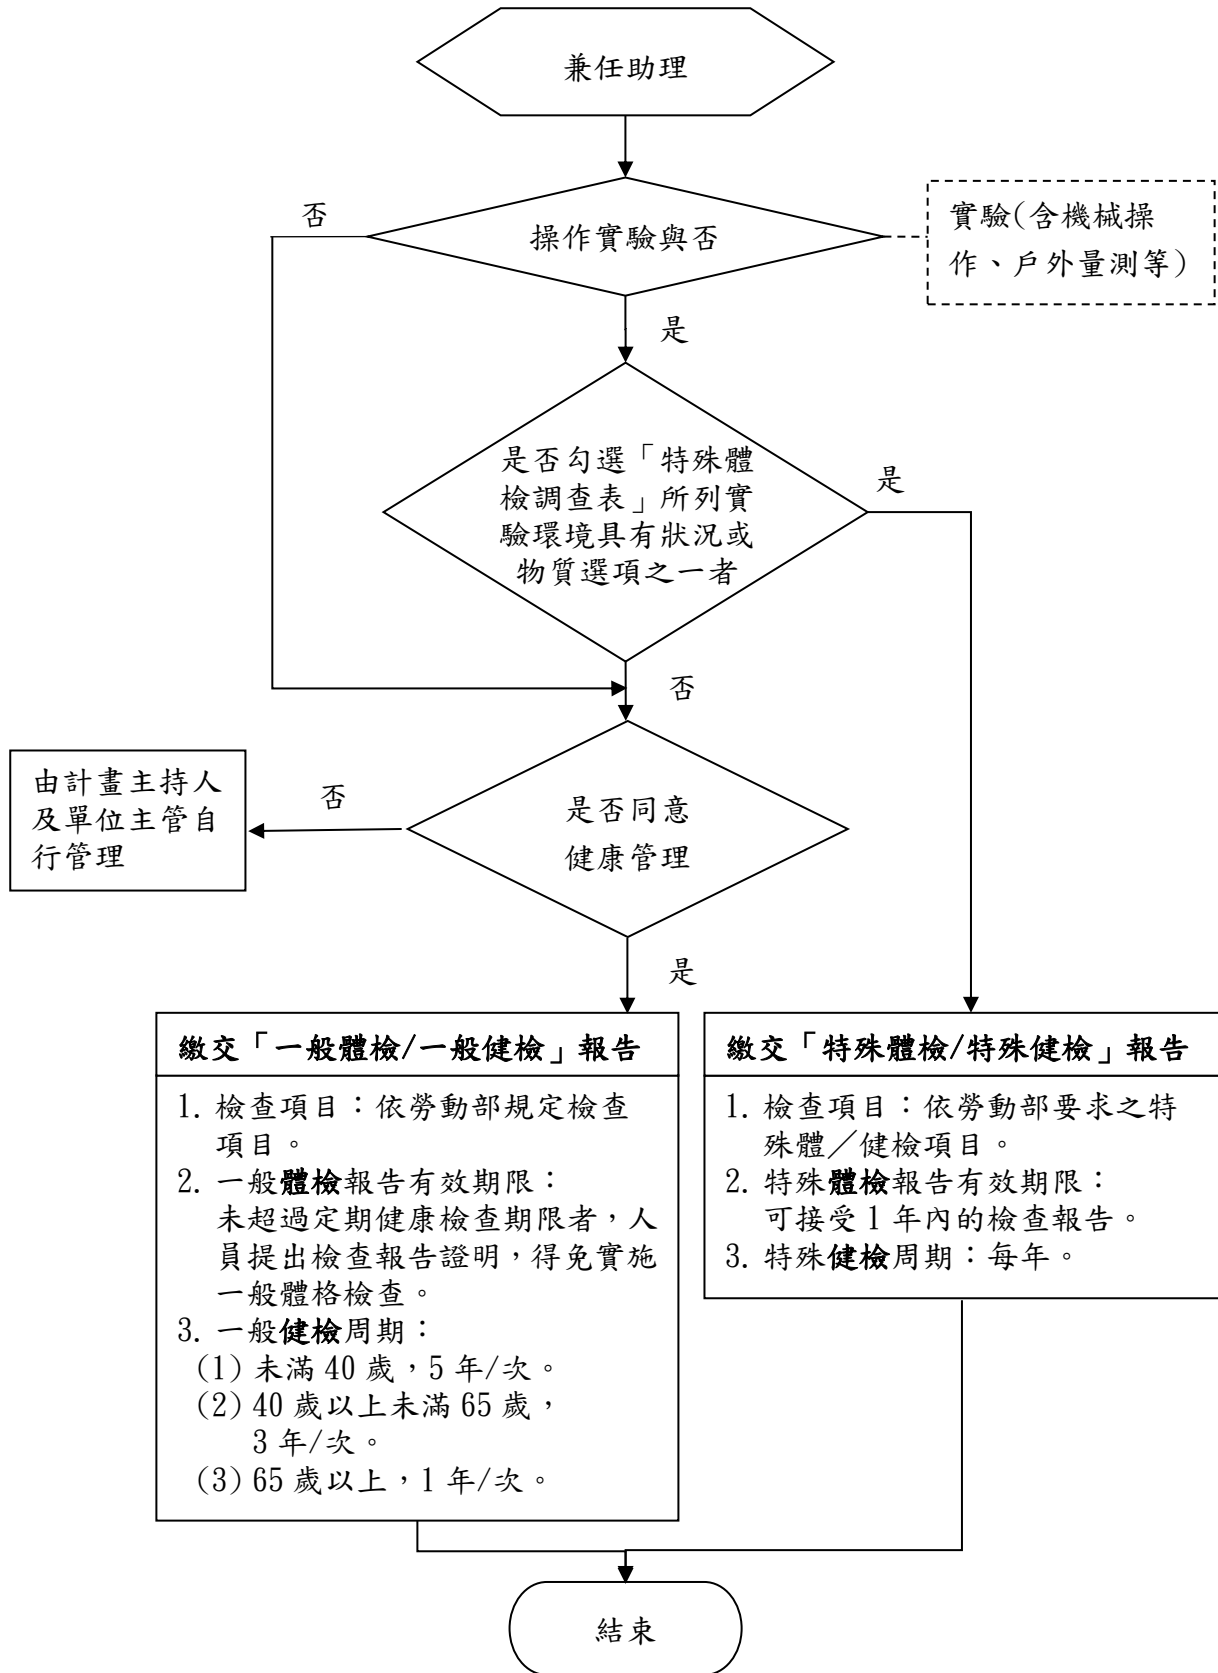 兼任助理
否
操作實驗與否
實驗(含機械操
作、戶外量測等)
是
是否勾選「特殊體
檢調查表」所列實
驗環境具有狀況或
物質選項之一者
是
否
由計畫主持人
及單位主管自
行管理
否
是否同意
健康管理
是
繳交「一般體檢/一般健檢」報告
1. 檢查項目：依勞動部規定檢查
項目。
2. 一般體檢報告有效期限：
未超過定期健康檢查期限者，人
員提出檢查報告證明，得免實施
一般體格檢查。
3. 一般健檢周期：
(1) 未滿 40 歲，5 年/次。
(2) 40 歲以上未滿 65 歲，
3 年/次。
(3) 65 歲以上，1 年/次。
繳交「特殊體檢/特殊健檢」報告
1. 檢查項目：依勞動部要求之特
殊體／健檢項目。
2. 特殊體檢報告有效期限：
可接受 1 年內的檢查報告。
3. 特殊健檢周期：每年。
結束